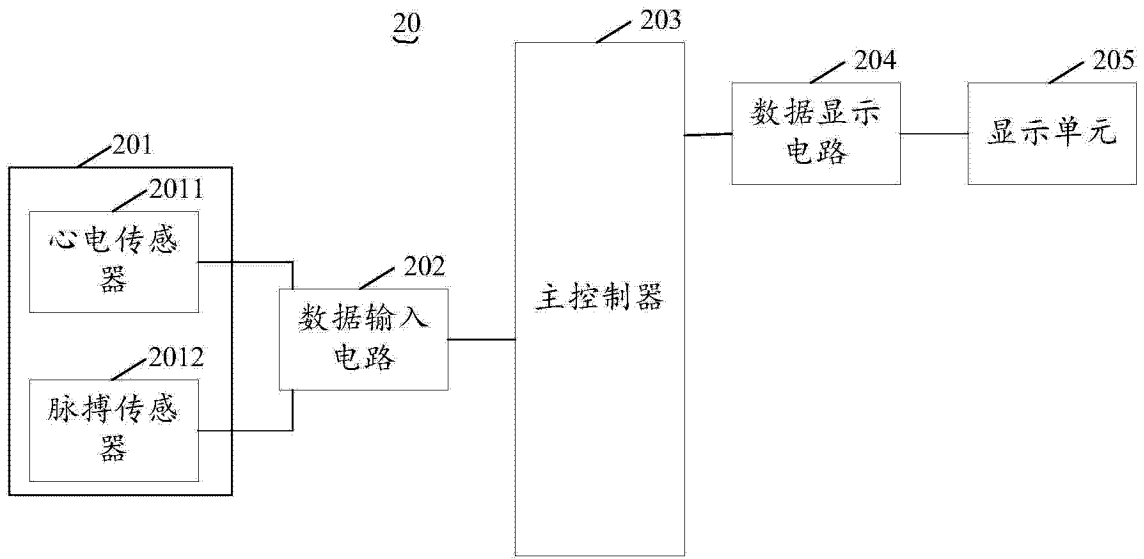 20
203
204
205
数据显示
电路
显示单元
201
2011
心电传感
器
202
数据输入
电路
主控制器
2012
脉搏传感
器